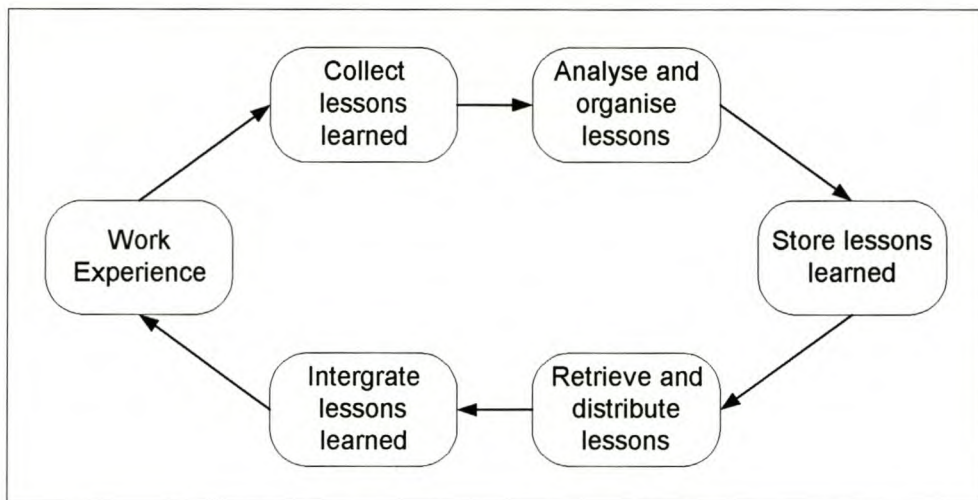 Collect
lessons
learned
Analyse and
organise
lessons
Work
Experience
Store lessons
learned
Intergrate
lessons
learned
Retrieve and
distribute
lessons